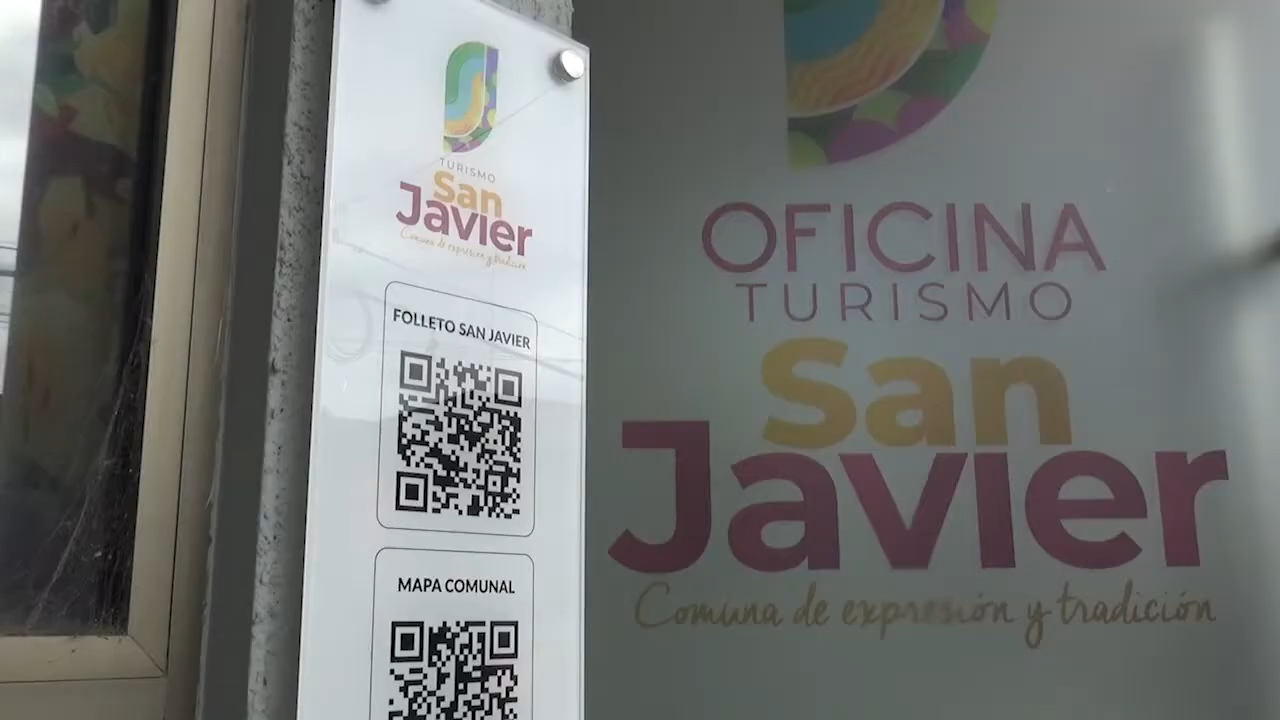 TURISMO
San
Javier
Comuna de expresión y tradición
FOLLETO SAN JAVIER
MAPA COMUNAL
OFICINA
TURISMO
San
Javier
Comuna de expresión y tradición